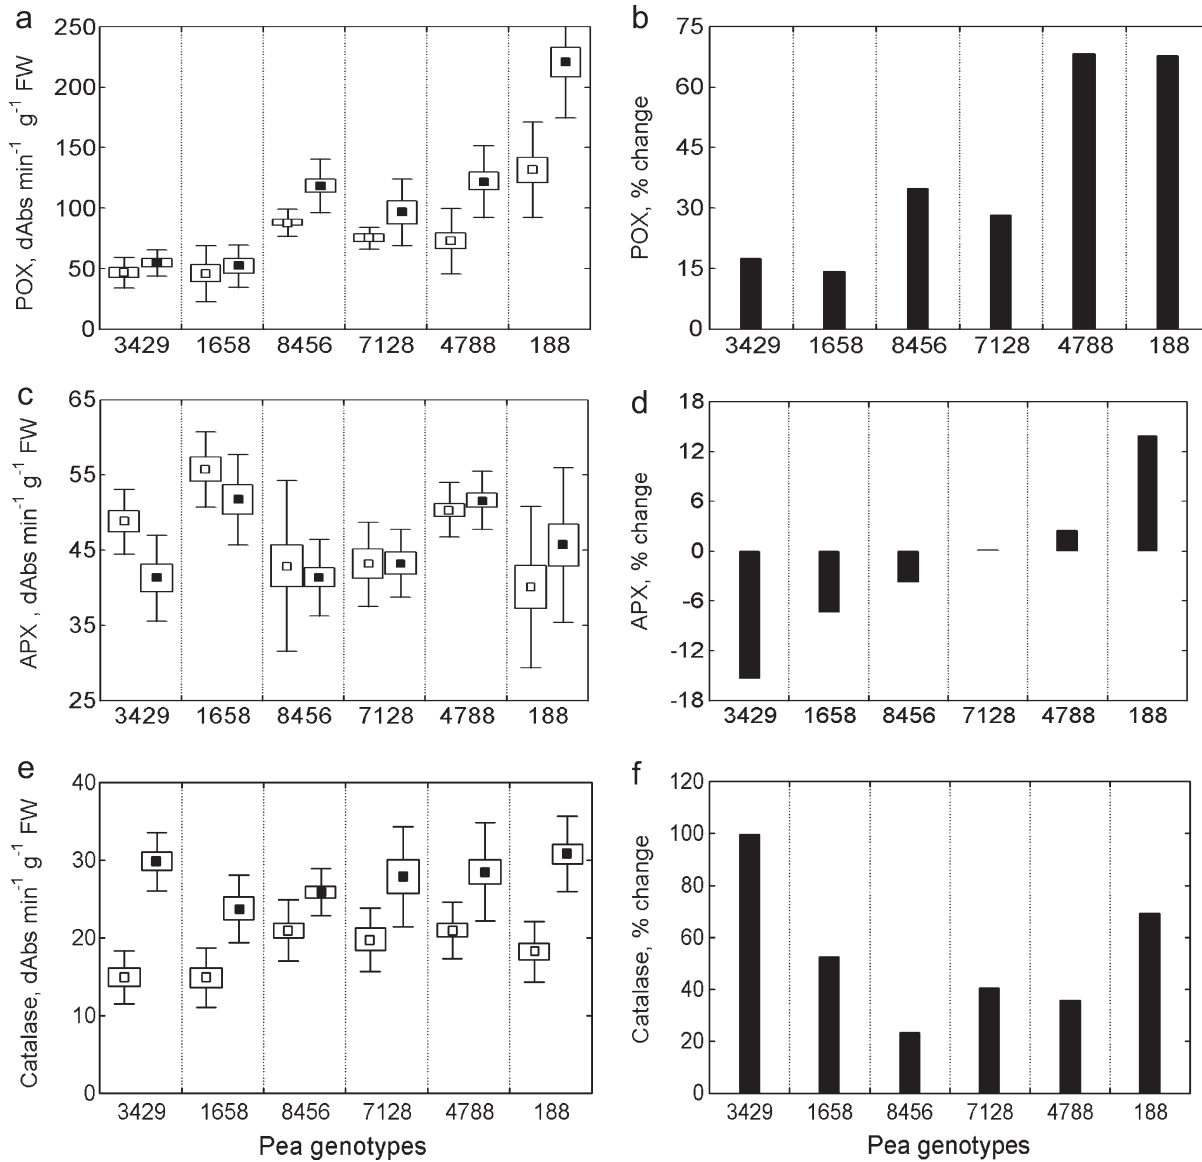 a
POX, dAbs min⁻¹ g⁻¹ FW
250
200
150
100
50
0
3429 1658 8456 7128 4788 188
b
POX, % change
75
60
45
30
15
0
3429 1658 8456 7128 4788 188
c
APX , dAbs min⁻¹ g⁻¹ FW
65
55
45
35
25
3429 1658 8456 7128 4788 188
d
APX, % change
18
12
6
0
-6
-12
-18
3429 1658 8456 7128 4788 188
e
Catalase, dAbs min⁻¹ g⁻¹ FW
40
30
20
10
0
3429 1658 8456 7128 4788 188
Pea genotypes
f
Catalase, % change
120
100
80
60
40
20
0
3429 1658 8456 7128 4788 188
Pea genotypes